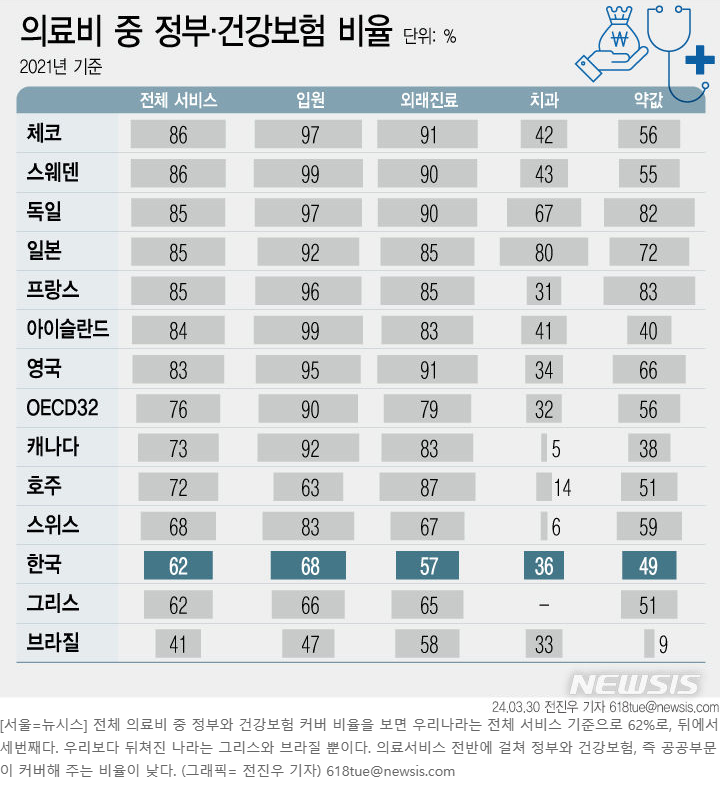 의료비 중 정부·건강보험 비율 단위: %
2021년 기준
₩
전체 서비스 입원 외래진료 치과 약값
체코 86 97 91 42 56
스웨덴 86 99 90 43 55
독일 85 97 90 67 82
일본 85 92 85 80 72
프랑스 85 96 85 31 83
아이슬란드 84 99 83 41 40
영국 83 95 91 34 66
OECD32 76 90 79 32 56
캐나다 73 92 83 5 38
호주 72 63 87 14 51
스위스 68 83 67 6 59
한국 62 68 57 36 49
그리스 62 66 65 – 51
브라질 41 47 58 33 9
NEWSIS
24.03.30 전진우 기자 618tue@newsis.com
[서울=뉴시스] 전체 의료비 중 정부와 건강보험 커버 비율을 보면 우리나라는 전체 서비스 기준으로 62%로, 뒤에서
세번째다. 우리보다 뒤쳐진 나라는 그리스와 브라질 뿐이다. 의료서비스 전반에 걸쳐 정부와 건강보험, 즉 공공부문
이 커버해 주는 비율이 낮다. (그래픽= 전진우 기자) 618tue@newsis.com